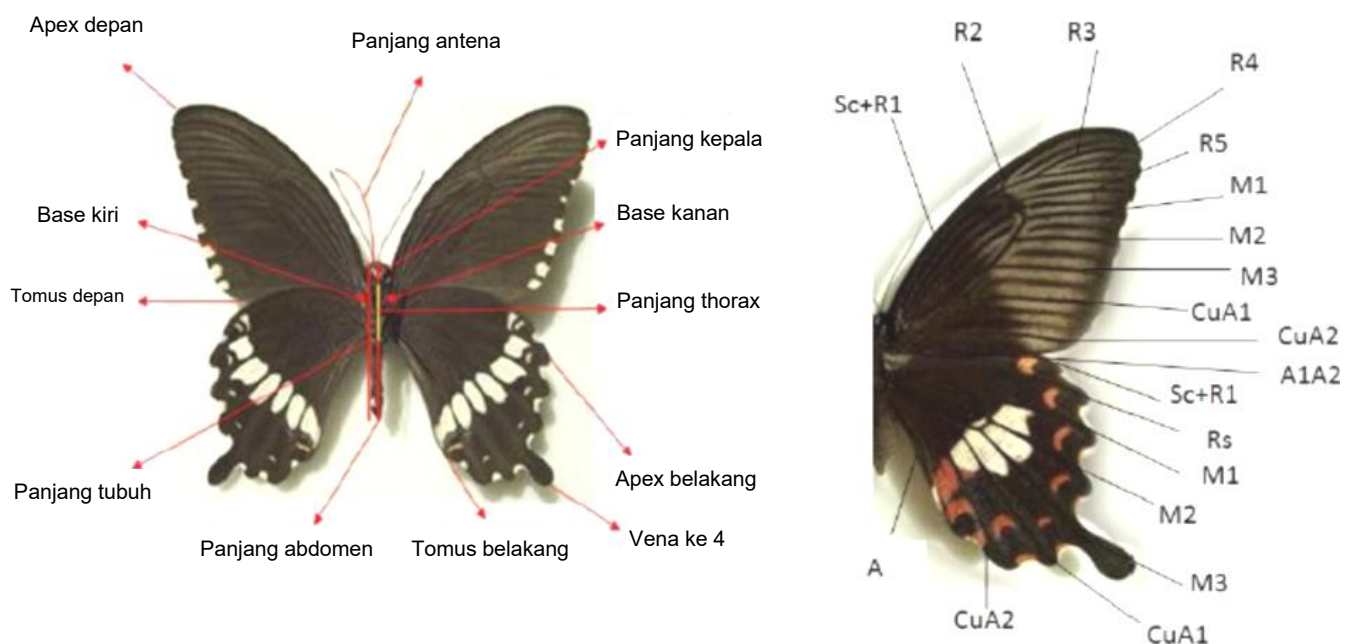 Apex depan
Panjang antena
Panjang kepala
Base kiri
Base kanan
Tomus depan
Panjang thorax
Panjang tubuh
Apex belakang
Panjang abdomen
Tomus belakang
Vena ke 4
R2
R3
R4
Sc+R1
R5
M1
M2
M3
CuA1
CuA2
A1A2
Sc+R1
Rs
M1
M2
A
M3
CuA2
CuA1